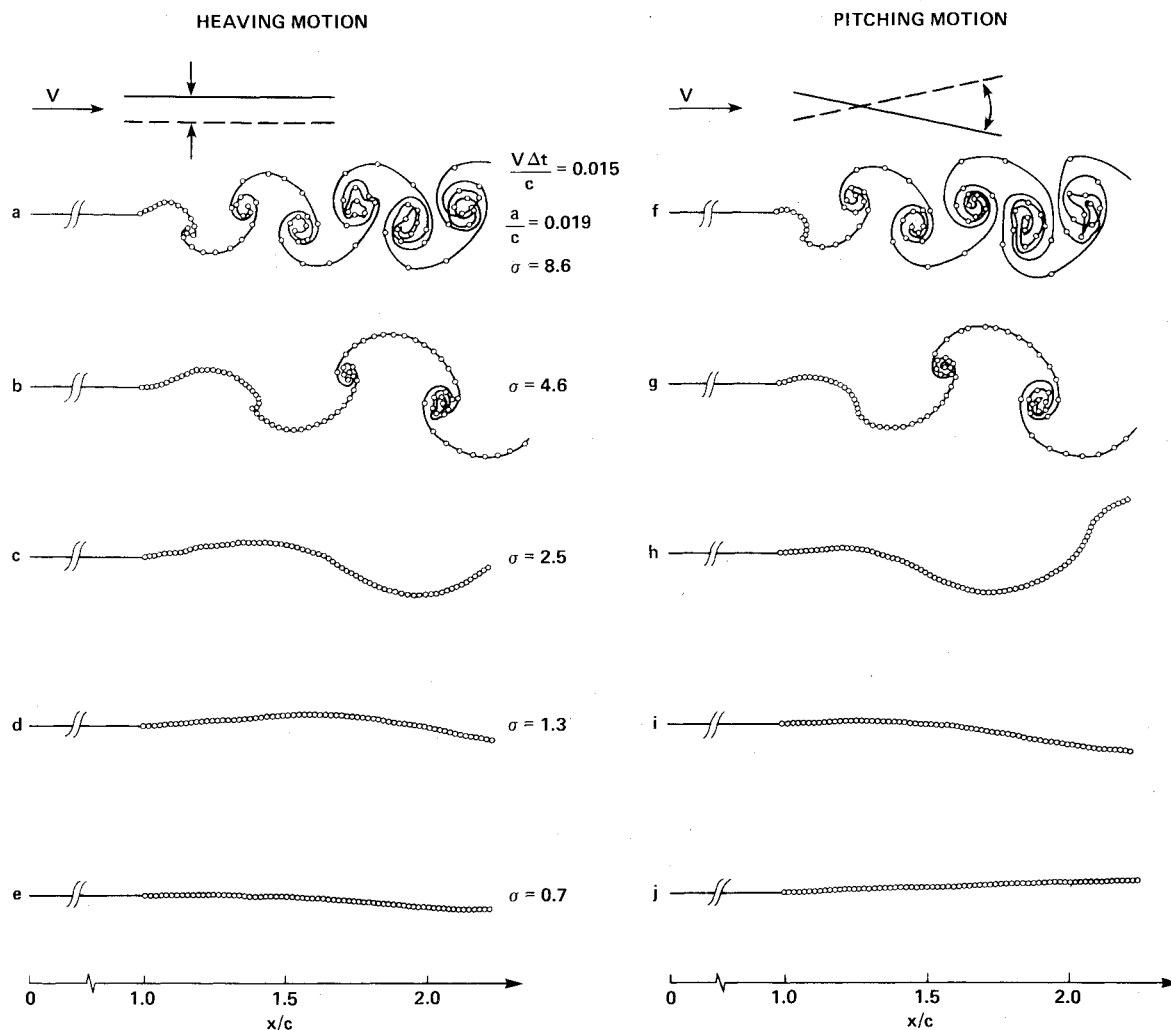 HEAVING MOTION
PITCHING MOTION
V
V
a
VΔt/c = 0.015
a/c = 0.019
σ = 8.6
f
b
σ = 4.6
g
c
σ = 2.5
h
d
σ = 1.3
i
e
σ = 0.7
j
0 1.0 1.5 2.0
x/c
0 1.0 1.5 2.0
x/c